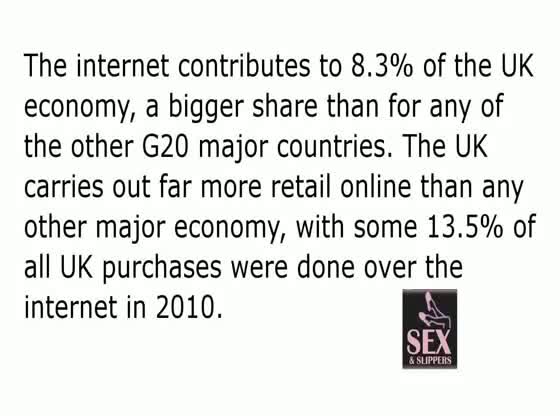 The internet contributes to 8.3% of the UK
economy, a bigger share than for any of
the other G20 major countries. The UK
carries out far more retail online than any
other major economy, with some 13.5% of
all UK purchases were done over the
internet in 2010.
SEX
& SLIPPERS